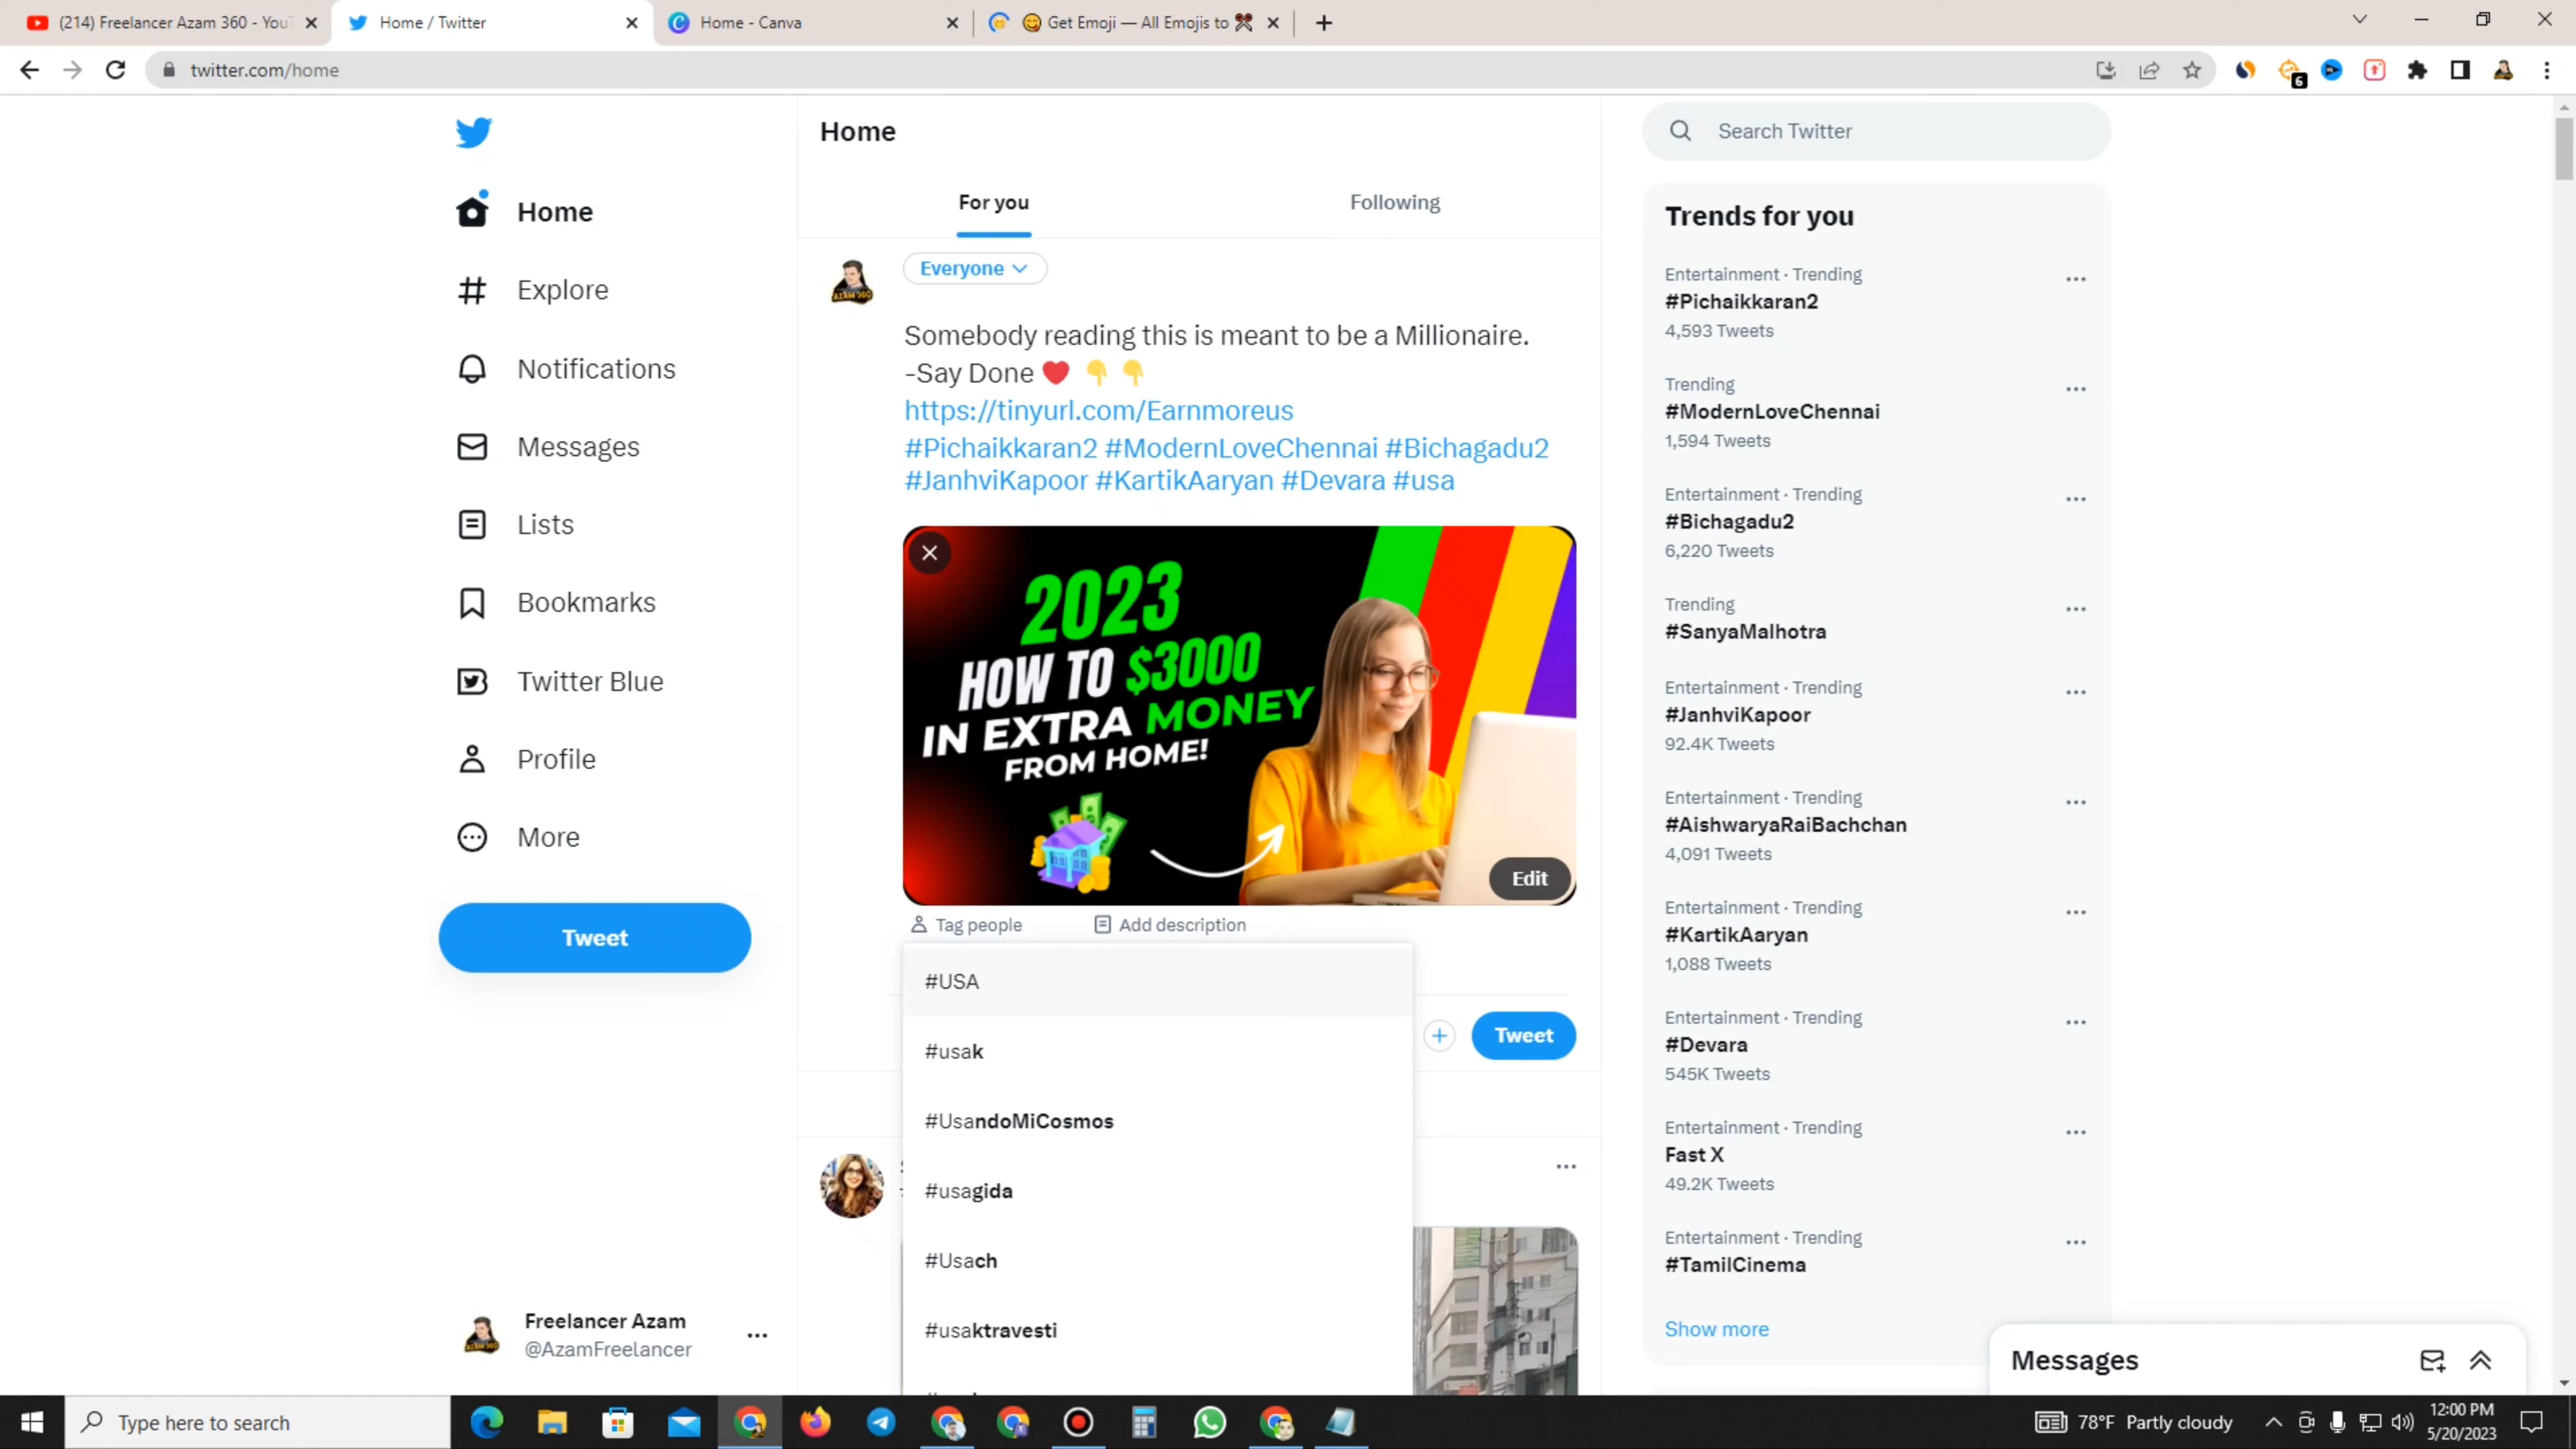 (214) Freelancer Azam 360 - You
Home / Twitter
Home - Canva
😋 Get Emoji — All Emojis to ✂
twitter.com/home
6
Home
Explore
Notifications
Messages
Lists
Bookmarks
Twitter Blue
Profile
More
Tweet
Freelancer Azam
@AzamFreelancer
Home
For you
Following
AZAM 360
Everyone
Somebody reading this is meant to be a Millionaire.
-Say Done ❤️ 👇 👇
https://tinyurl.com/Earnmoreus
#Pichaikkaran2 #ModernLoveChennai #Bichagadu2
#JanhviKapoor #KartikAaryan #Devara #usa
2023
HOW TO $3000
IN EXTRA MONEY
FROM HOME!
Edit
Tag people
Add description
#USA
#usak
#UsandoMiCosmos
#usagida
#Usach
#usaktravesti
Tweet
Search Twitter
Trends for you
Entertainment · Trending
#Pichaikkaran2
4,593 Tweets
Trending
#ModernLoveChennai
1,594 Tweets
Entertainment · Trending
#Bichagadu2
6,220 Tweets
Trending
#SanyaMalhotra
Entertainment · Trending
#JanhviKapoor
92.4K Tweets
Entertainment · Trending
#AishwaryaRaiBachchan
4,091 Tweets
Entertainment · Trending
#KartikAaryan
1,088 Tweets
Entertainment · Trending
#Devara
545K Tweets
Entertainment · Trending
Fast X
49.2K Tweets
Entertainment · Trending
#TamilCinema
Show more
Messages
Type here to search
78°F Partly cloudy
12:00 PM
5/20/2023